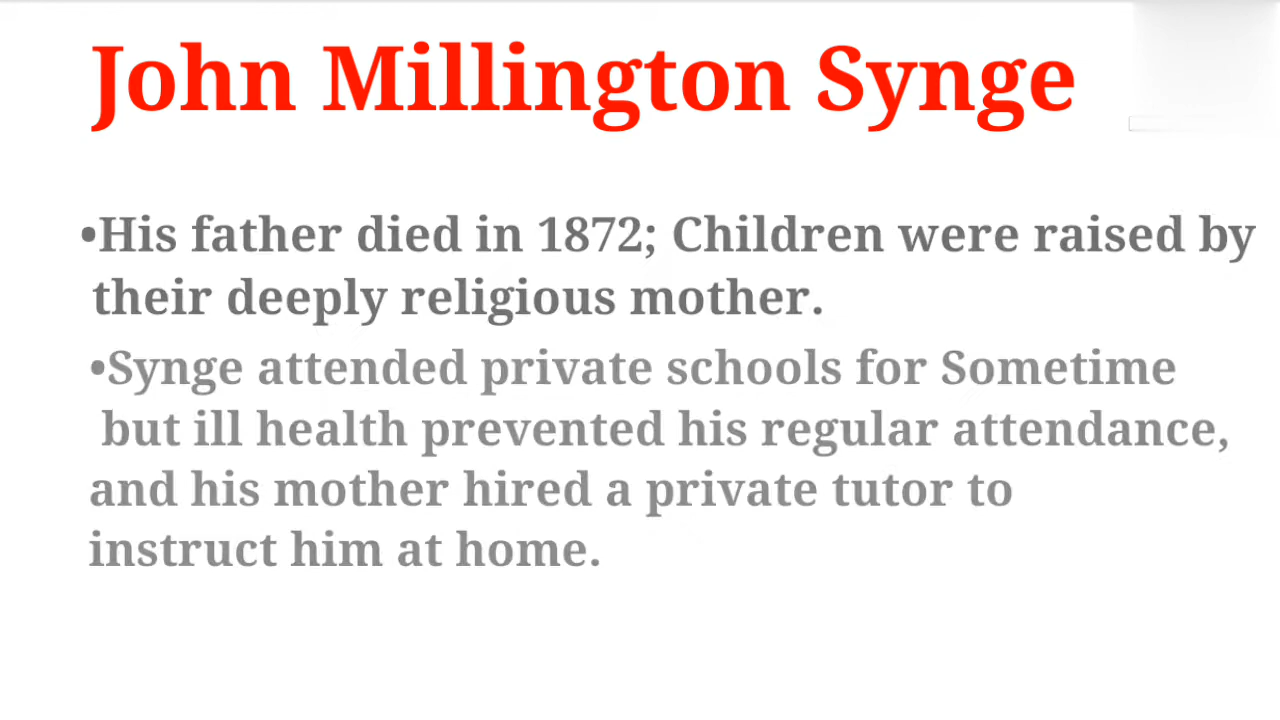 John Millington Synge
•His father died in 1872; Children were raised by
their deeply religious mother.
•Synge attended private schools for Sometime
but ill health prevented his regular attendance,
and his mother hired a private tutor to
instruct him at home.